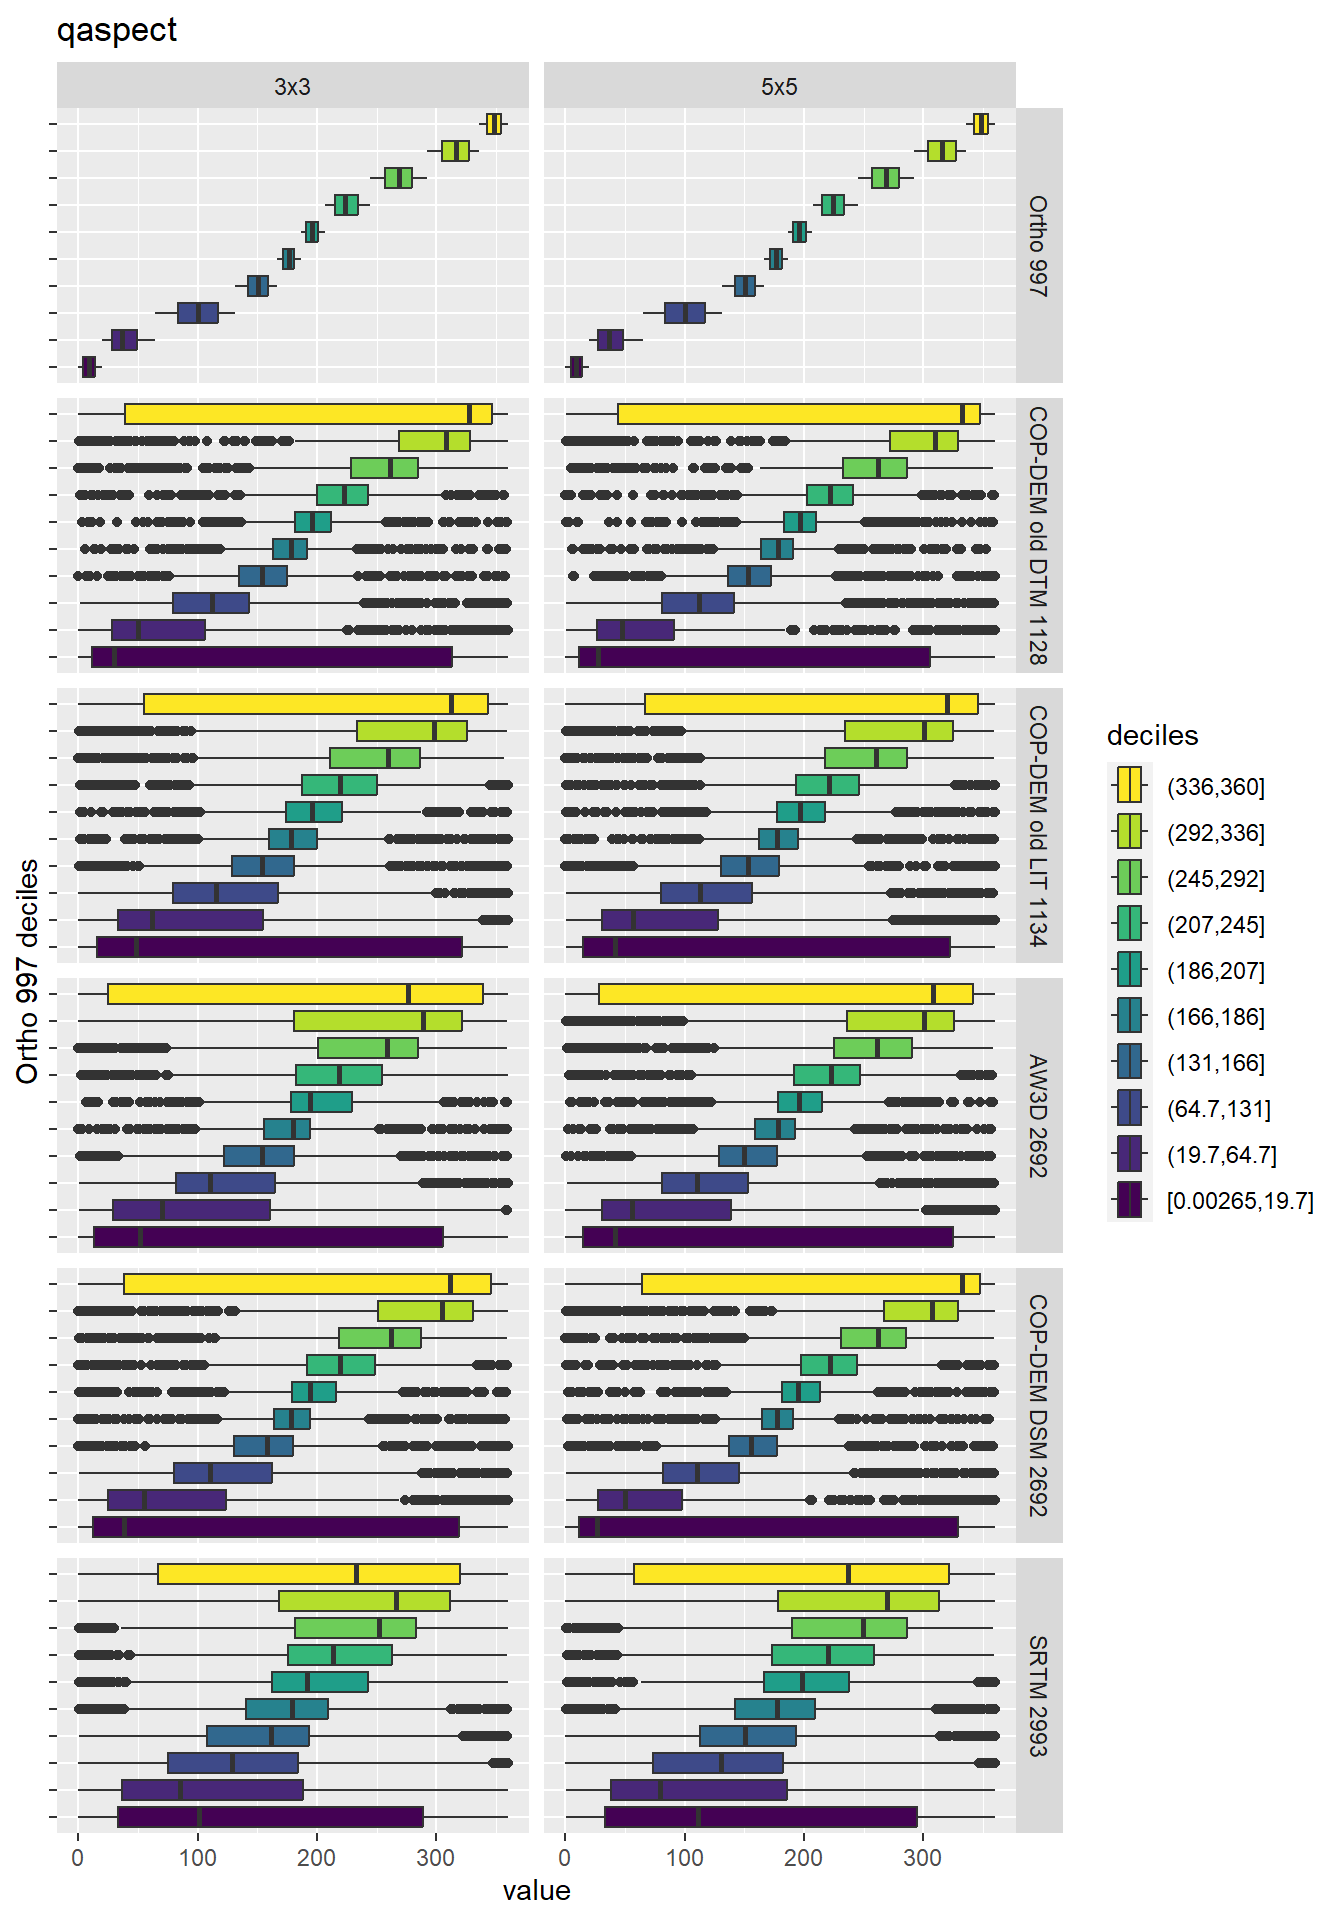 qaspect
3x3
5x5
Ortho 997
COP-DEM old DTM 1128
COP-DEM old LIT 1134
AW3D 2692
COP-DEM DSM 2692
SRTM 2993
Ortho 997 deciles
0
100
200
300
0
100
200
300
value
deciles
(336,360]
(292,336]
(245,292]
(207,245]
(186,207]
(166,186]
(131,166]
(64.7,131]
(19.7,64.7]
[0.00265,19.7]